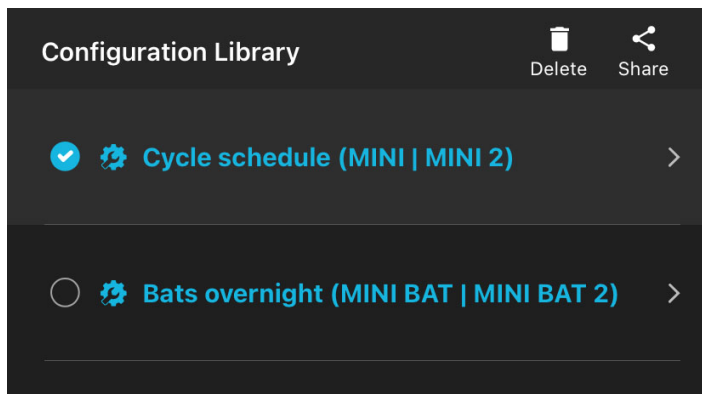 Configuration Library
Delete
Share
Cycle schedule (MINI | MINI 2)
Bats overnight (MINI BAT | MINI BAT 2)